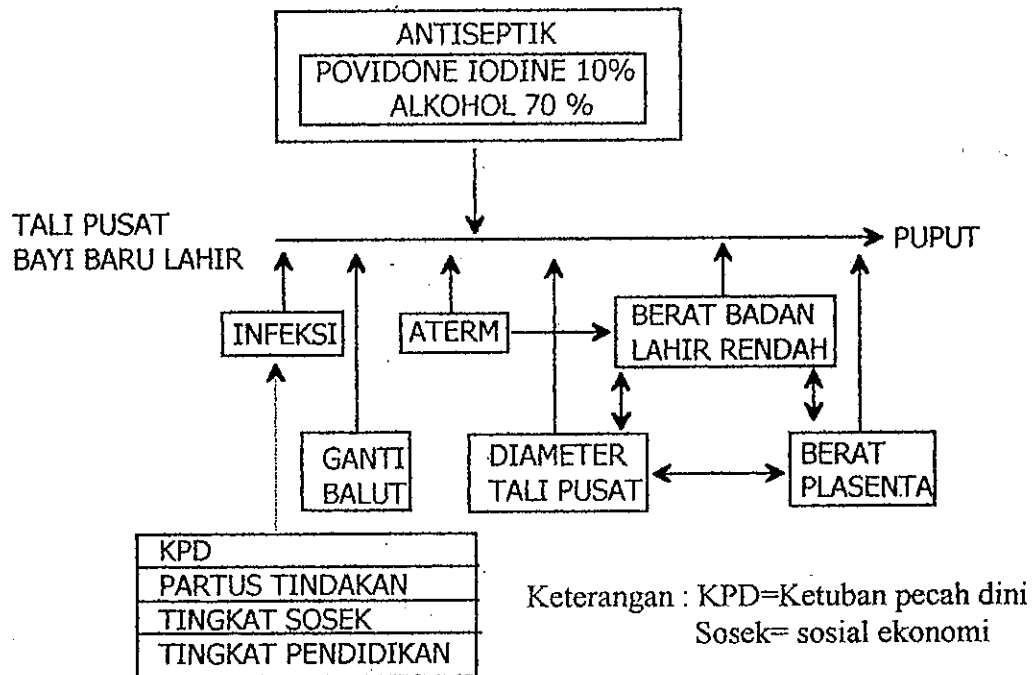 ANTISEPTIK
POVIDONE IODINE 10%
ALKOHOL 70 %
TALI PUSAT
BAYI BARU LAHIR
PUPUT
INFEKSI
ATERM
BERAT BADAN
LAHIR RENDAH
GANTI
BALUT
DIAMETER
TALI PUSAT
BERAT
PLASENTA
KPD
PARTUS TINDAKAN
TINGKAT SOSEK
TINGKAT PENDIDIKAN
Keterangan : KPD=Ketuban pecah dini
Sosek= sosial ekonomi